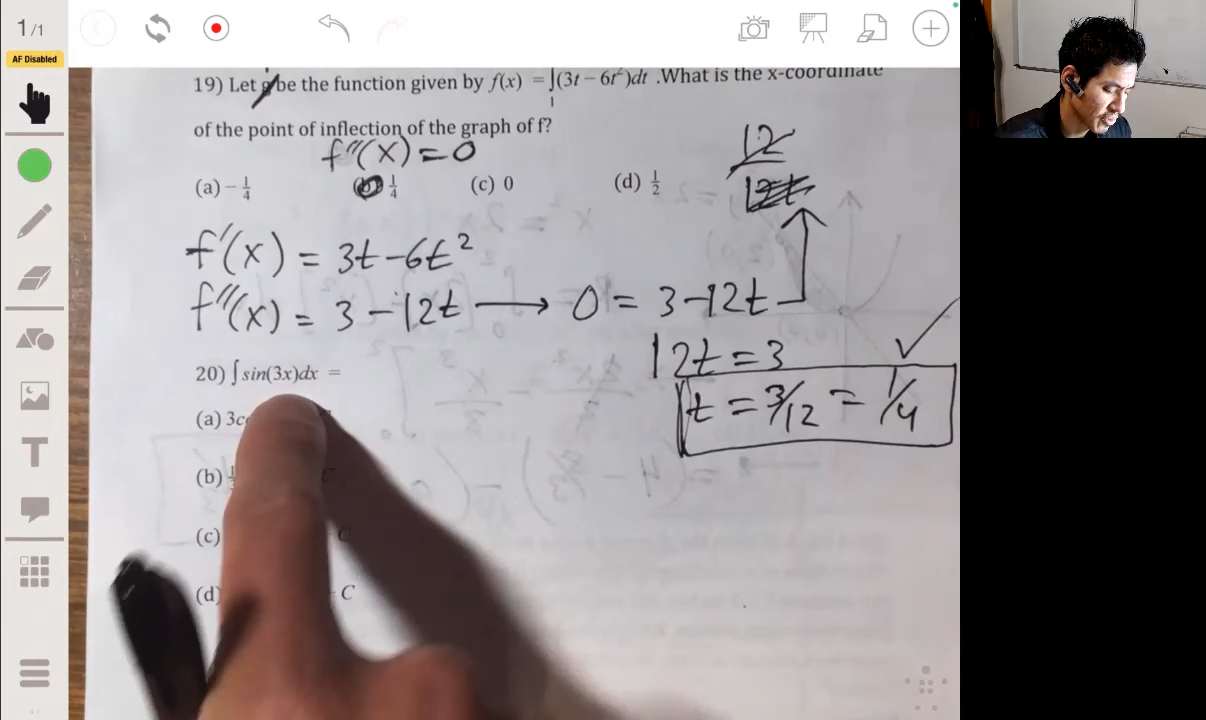 1/1
AF Disabled
19) Let g be the function given by f(x) = ∫(3t − 6t²)dt .What is the x-coordinate
1
of the point of inflection of the graph of f?
f''(x) = 0
12
12t
(a) −1/4 (b) 1/4 (c) 0 (d) 1/2
f'(x) = 3t-6t²
f''(x) = 3-12t → 0 = 3-12t
12t = 3
t = 3/12 = 1/4
20) ∫ sin(3x)dx =
(a) 3c
(b)
C
(c)
C
(d)
C
T